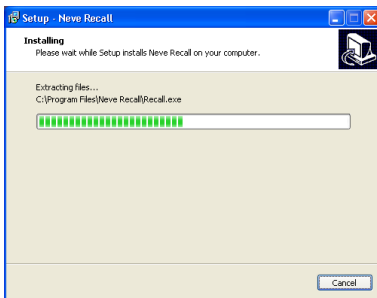 Setup - Neve Recall
Installing
Please wait while Setup installs Neve Recall on your computer.
Extracting files...
C:\Program Files\Neve Recall\Recall.exe
Cancel